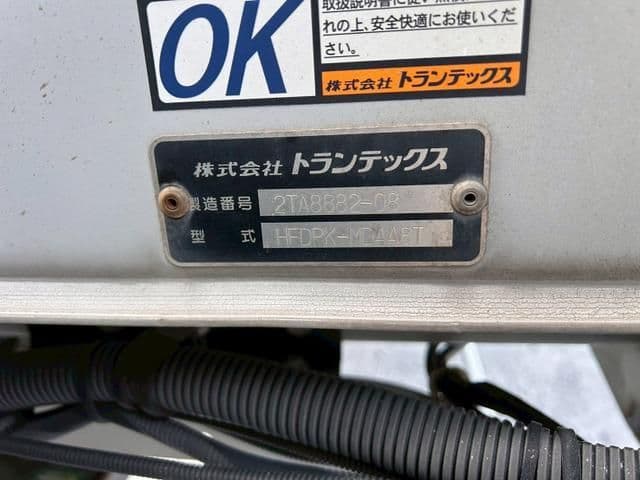 OK
取扱説明書に従い
れの上、安全快適にお使いくだ
さい。
株式会社 トランテックス
株式会社 トランテックス
製造番号 2TA8882-08
型式